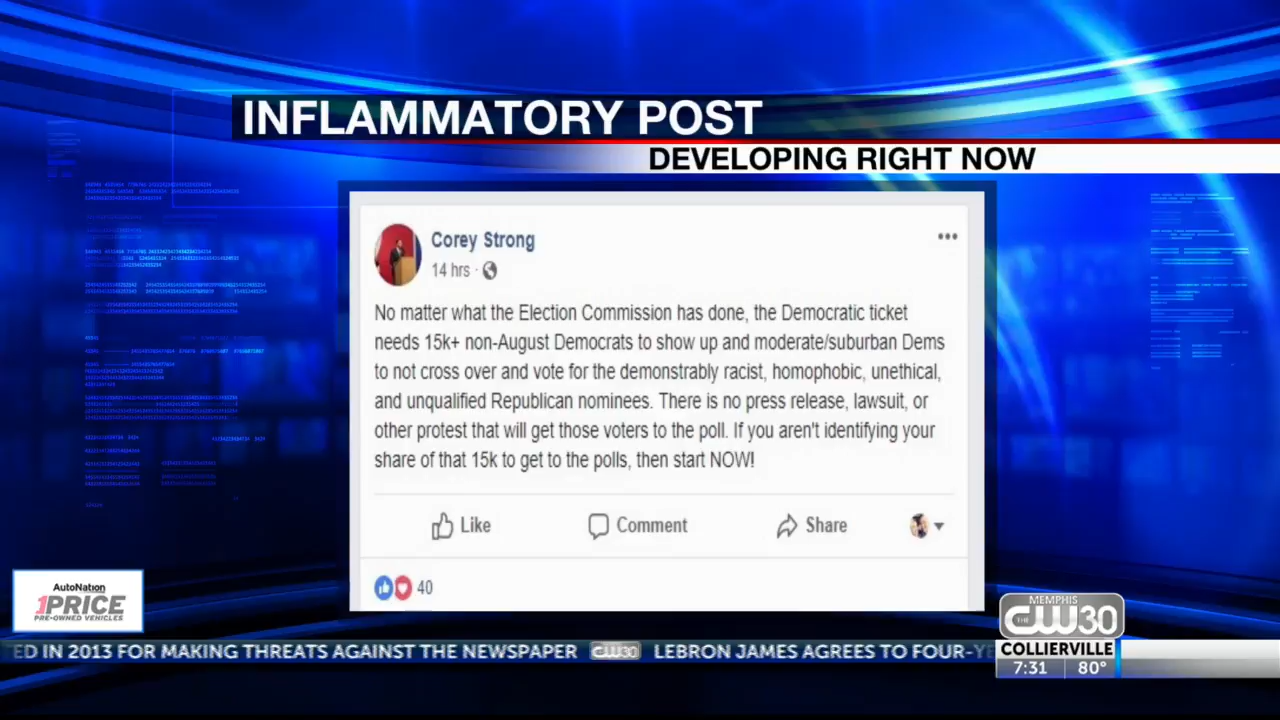 INFLAMMATORY POST
DEVELOPING RIGHT NOW
Corey Strong
14 hrs ·
No matter what the Election Commission has done, the Democratic ticket
needs 15k+ non-August Democrats to show up and moderate/suburban Dems
to not cross over and vote for the demonstrably racist, homophobic, unethical,
and unqualified Republican nominees. There is no press release, lawsuit, or
other protest that will get those voters to the poll. If you aren't identifying your
share of that 15k to get to the polls, then start NOW!
Like Comment Share
40
AutoNation
1PRICE
PRE-OWNED VEHICLES
MEMPHIS
THE CW30
COLLIERVILLE
7:31 80°
ED IN 2013 FOR MAKING THREATS AGAINST THE NEWSPAPER CW30 LEBRON JAMES AGREES TO FOUR-YE